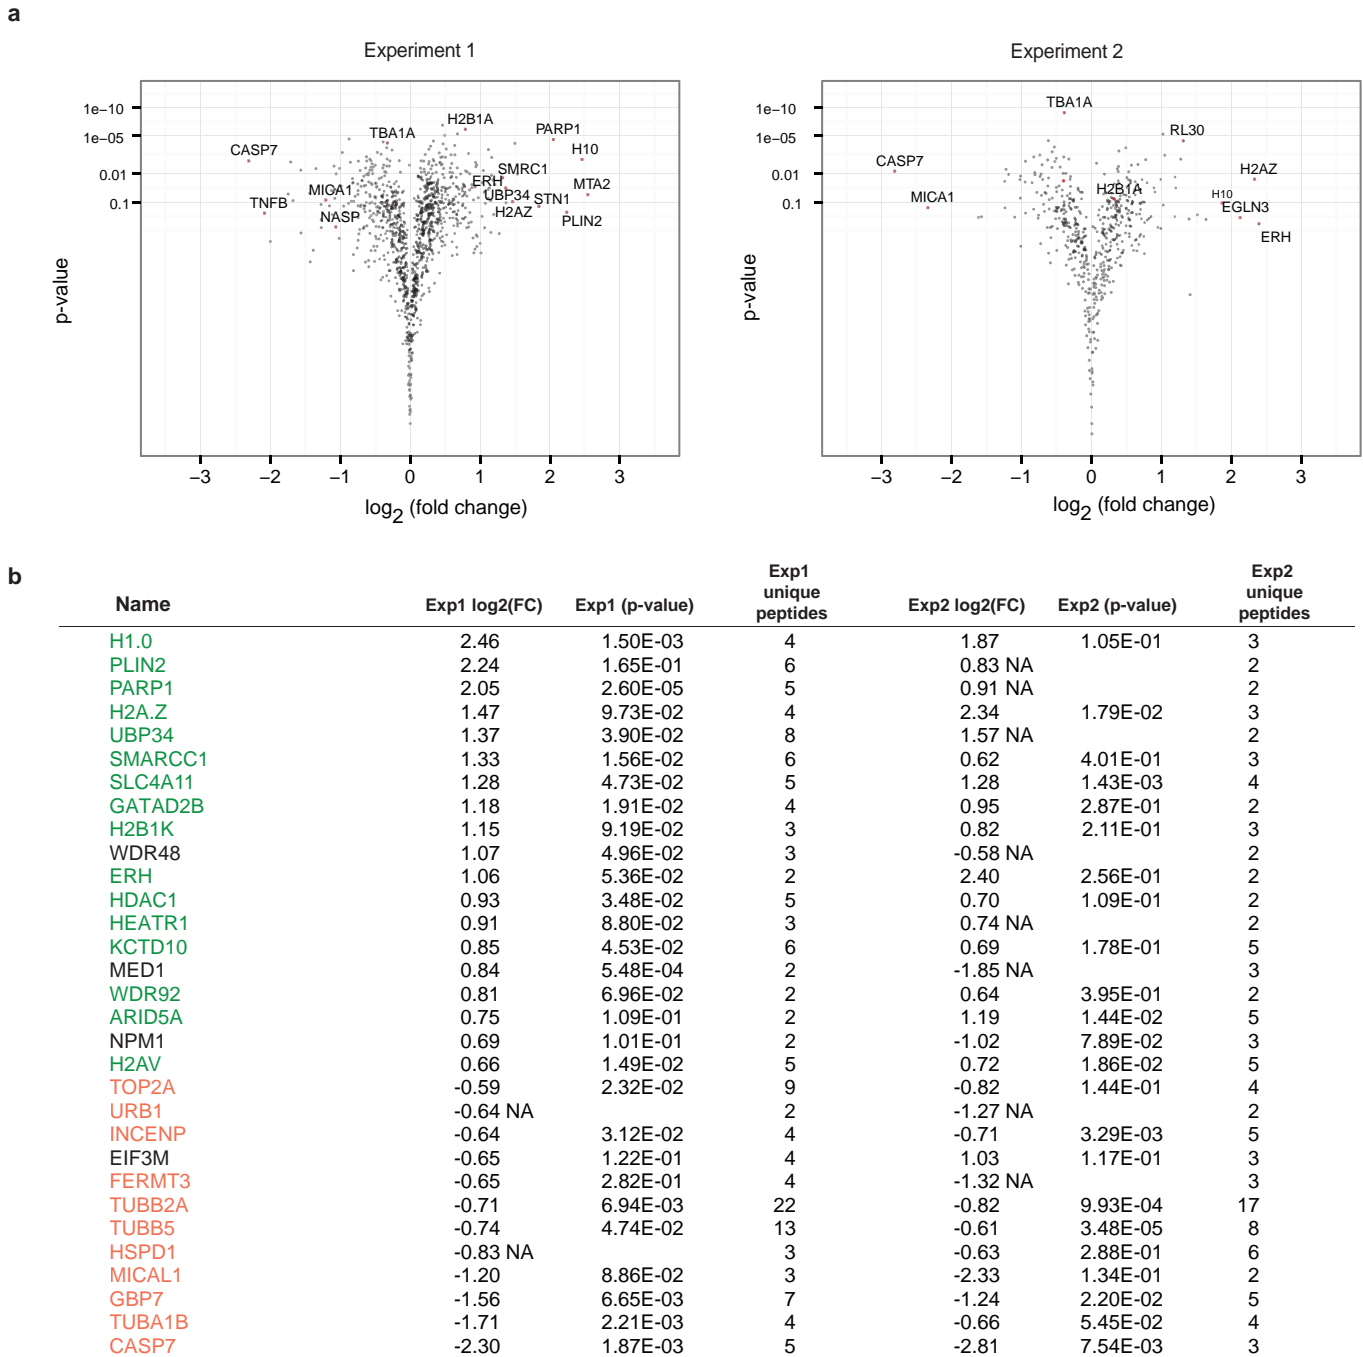 a
Experiment 1
Experiment 2
1e−10
1e−05
0.01
0.1
p-value
CASP7
TNFB
MICA1
NASP
TBA1A
H2B1A
PARP1
H10
SMRC1
ERH
MTA2
UBP34
STN1
H2AZ
PLIN2
−3 −2 −1 0 1 2 3
log2 (fold change)
1e−10
1e−05
0.01
0.1
p-value
TBA1A
RL30
CASP7
MICA1
H2B1A
H2AZ
H10
EGLN3
ERH
−3 −2 −1 0 1 2 3
log2 (fold change)
b
Name Exp1 log2(FC) Exp1 (p-value) Exp1 unique peptides Exp2 log2(FC) Exp2 (p-value) Exp2 unique peptides
H1.0 2.46 1.50E-03 4 1.87 1.05E-01 3
PLIN2 2.24 1.65E-01 6 0.83 NA 2
PARP1 2.05 2.60E-05 5 0.91 NA 2
H2A.Z 1.47 9.73E-02 4 2.34 1.79E-02 3
UBP34 1.37 3.90E-02 8 1.57 NA 2
SMARCC1 1.33 1.56E-02 6 0.62 4.01E-01 3
SLC4A11 1.28 4.73E-02 5 1.28 1.43E-03 4
GATAD2B 1.18 1.91E-02 4 0.95 2.87E-01 2
H2B1K 1.15 9.19E-02 3 0.82 2.11E-01 3
WDR48 1.07 4.96E-02 3 -0.58 NA 2
ERH 1.06 5.36E-02 2 2.40 2.56E-01 2
HDAC1 0.93 3.48E-02 5 0.70 1.09E-01 2
HEATR1 0.91 8.80E-02 3 0.74 NA 2
KCTD10 0.85 4.53E-02 6 0.69 1.78E-01 5
MED1 0.84 5.48E-04 2 -1.85 NA 3
WDR92 0.81 6.96E-02 2 0.64 3.95E-01 2
ARID5A 0.75 1.09E-01 2 1.19 1.44E-02 5
NPM1 0.69 1.01E-01 2 -1.02 7.89E-02 3
H2AV 0.66 1.49E-02 5 0.72 1.86E-02 5
TOP2A -0.59 2.32E-02 9 -0.82 1.44E-01 4
URB1 -0.64 NA 2 -1.27 NA 2
INCENP -0.64 3.12E-02 4 -0.71 3.29E-03 5
EIF3M -0.65 1.22E-01 4 1.03 1.17E-01 3
FERMT3 -0.65 2.82E-01 4 -1.32 NA 3
TUBB2A -0.71 6.94E-03 22 -0.82 9.93E-04 17
TUBB5 -0.74 4.74E-02 13 -0.61 3.48E-05 8
HSPD1 -0.83 NA 3 -0.63 2.88E-01 6
MICAL1 -1.20 8.86E-02 3 -2.33 1.34E-01 2
GBP7 -1.56 6.65E-03 7 -1.24 2.20E-02 5
TUBA1B -1.71 2.21E-03 4 -0.66 5.45E-02 4
CASP7 -2.30 1.87E-03 5 -2.81 7.54E-03 3